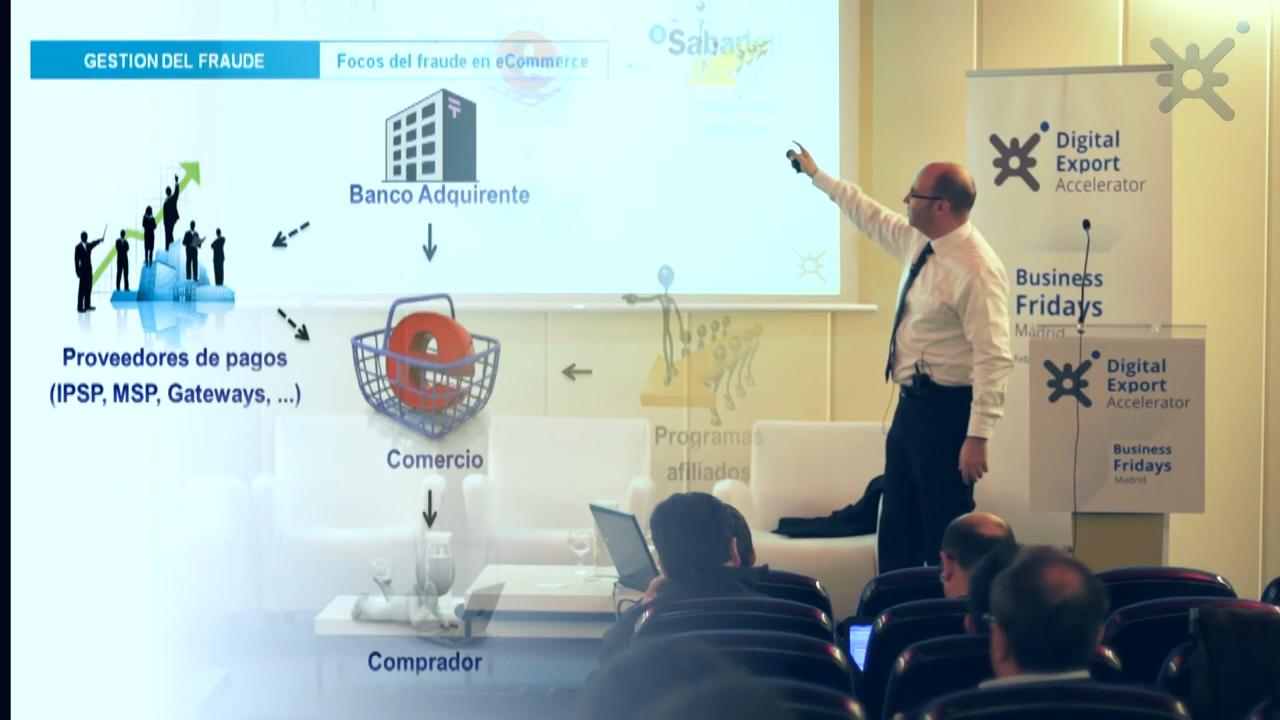 GESTION DEL FRAUDE
Focos del fraude en eCommerce
Sabadell
Banco Adquirente
Proveedores de pagos
(IPSP, MSP, Gateways, ...)
Comercio
Programas
afiliados
Comprador
Digital
Export
Accelerator
Business
Fridays
Madrid
Digital
Export
Accelerator
Business
Fridays
Madrid